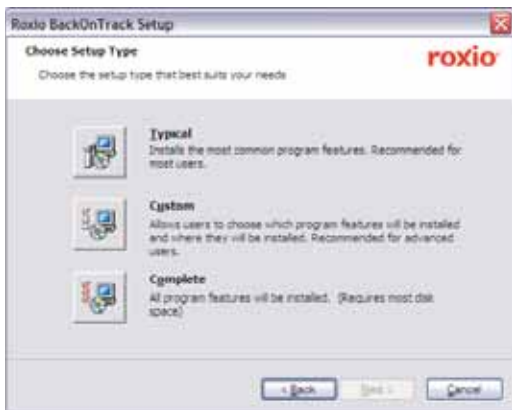 Roxio BackOnTrack Setup
Choose Setup Type
Choose the setup type that best suits your needs
roxio
Typical
Installs the most common program features. Recommended for
most users.
Custom
Allows users to choose which program features will be installed
and where they will be installed. Recommended for advanced
users.
Complete
All program features will be installed. (Requires most disk
space)
< Back
Next >
Cancel